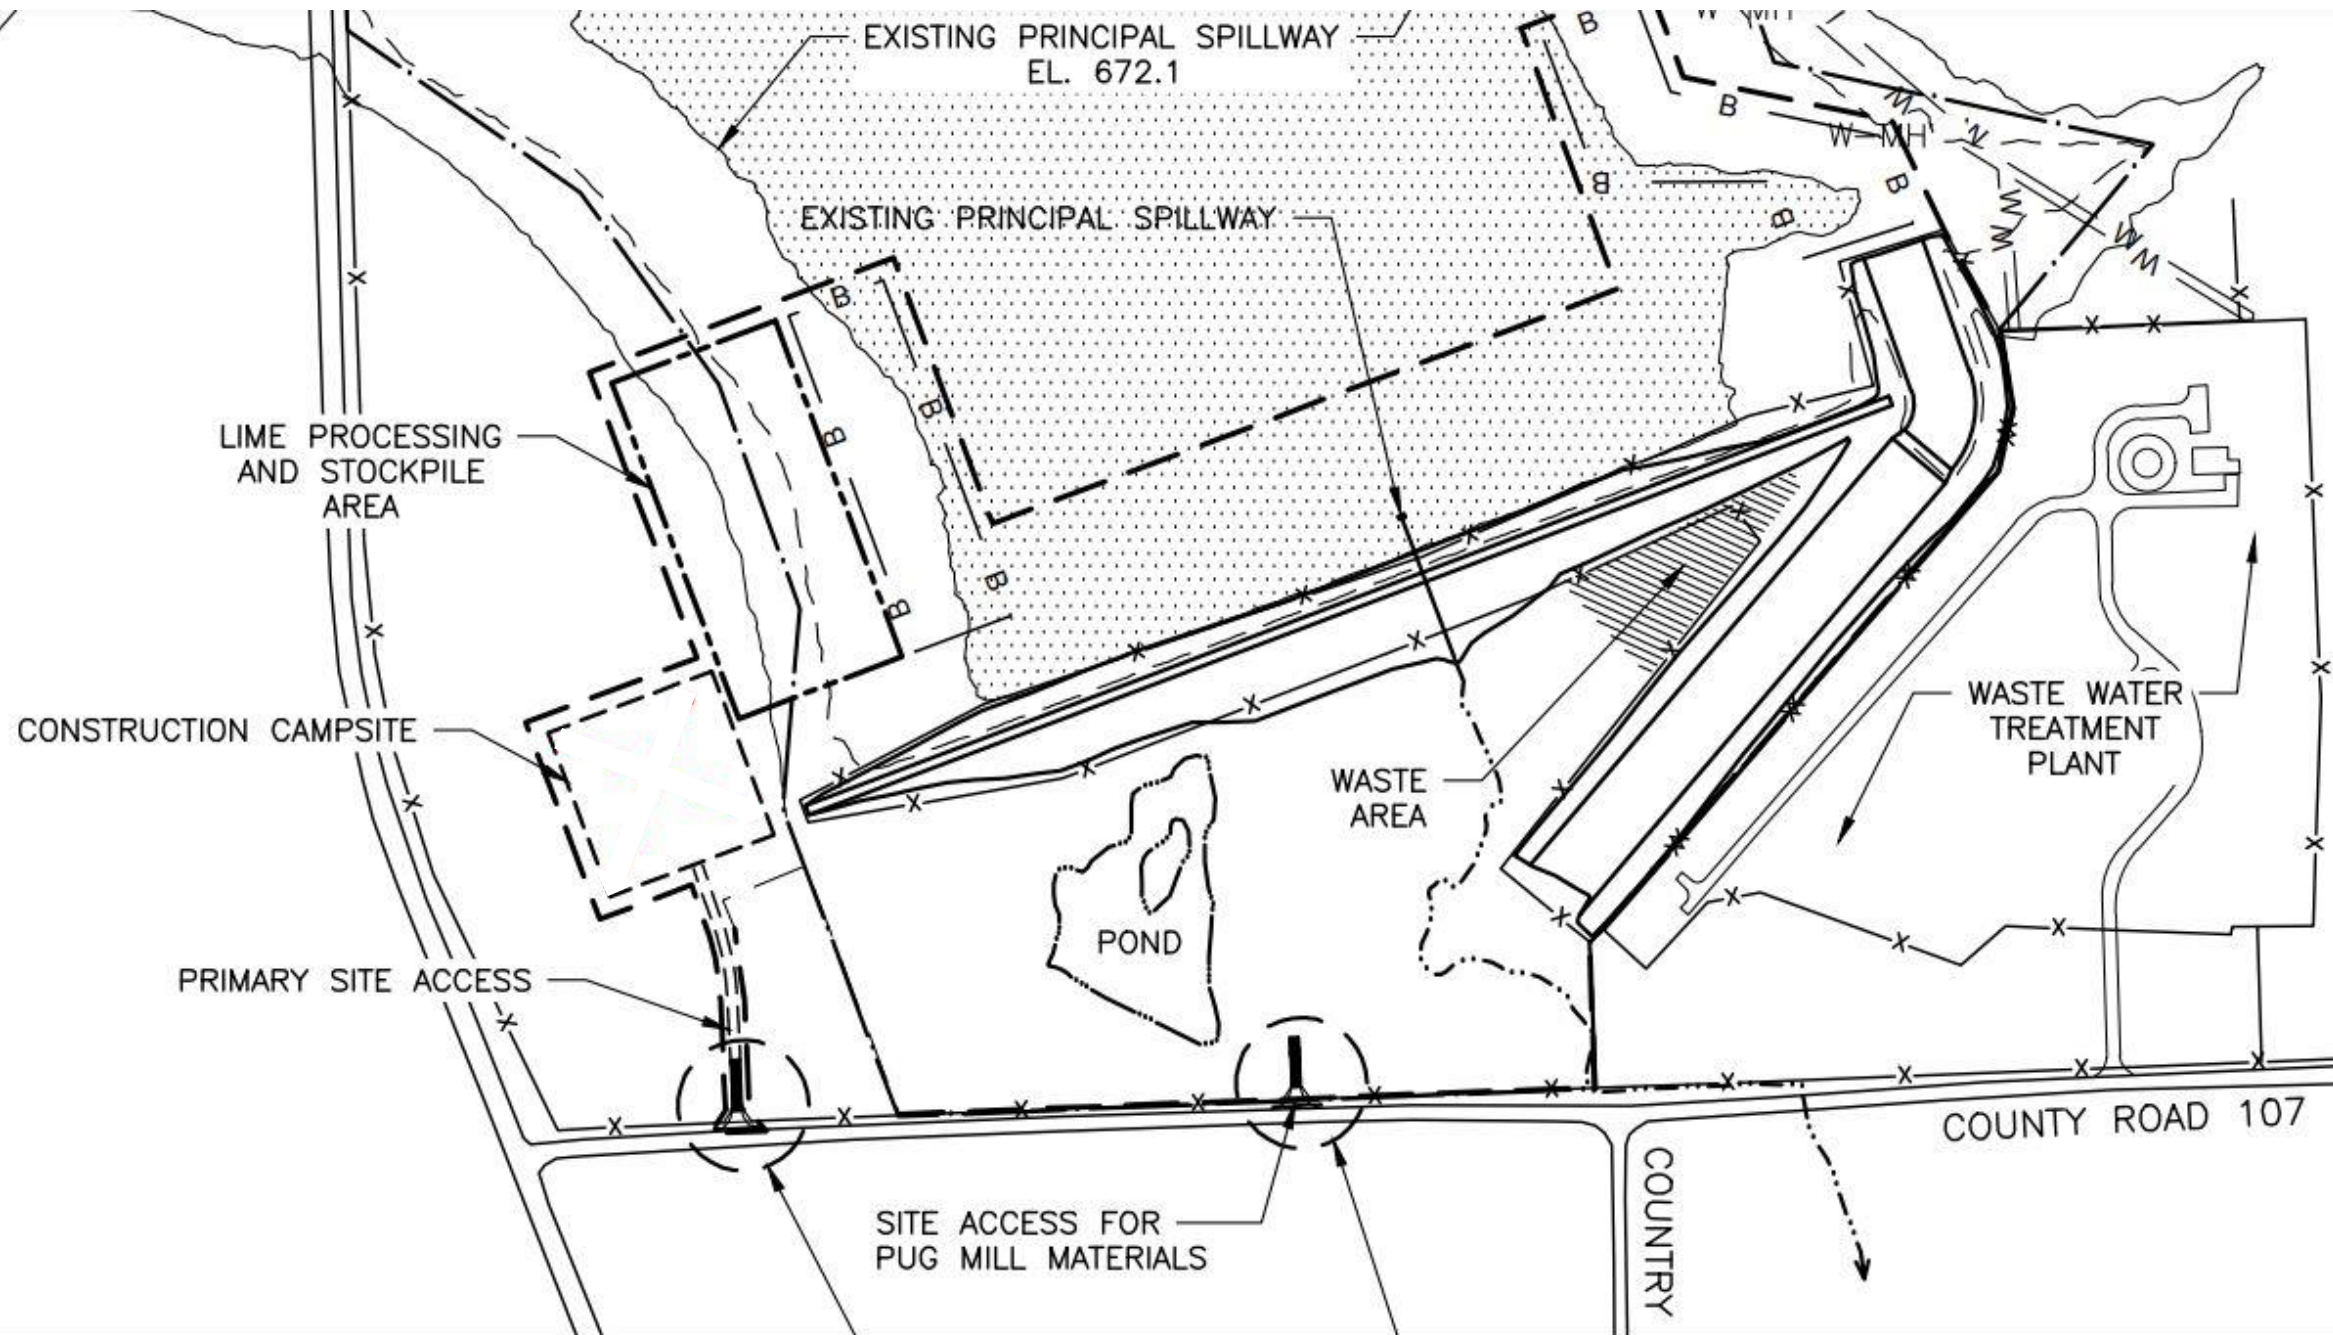 EXISTING PRINCIPAL SPILLWAY
EL. 672.1
B
B
W-MH
W
W
B
B
B
EXISTING PRINCIPAL SPILLWAY
W
W
W
W
B
B
B
B
B
LIME PROCESSING
AND STOCKPILE
AREA
CONSTRUCTION CAMPSITE
WASTE WATER
TREATMENT
PLANT
WASTE
AREA
POND
PRIMARY SITE ACCESS
COUNTY ROAD 107
COUNTRY
SITE ACCESS FOR
PUG MILL MATERIALS